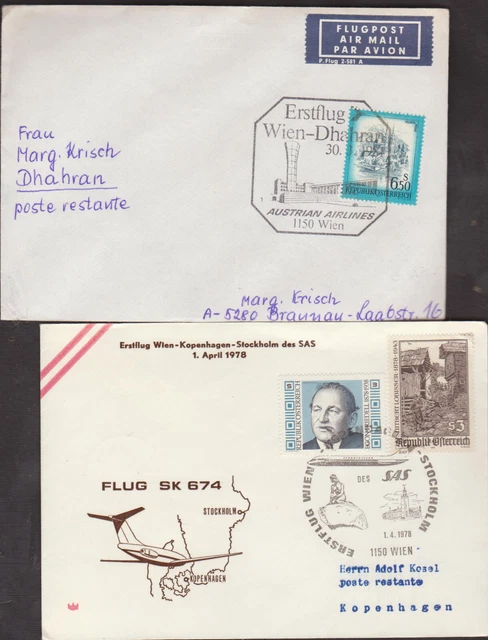 FLUGPOST
AIR MAIL
PAR AVION
P. Flug 2-581 A
Erstflug
Wien-Dhahran
30.
AUSTRIAN AIRLINES
1150 Wien
S
6.50
REPUBLIK ÖSTERREICH
Frau
Marg. Krisch
Dhahran
poste restante
Marg. Krisch
A-5280 Braunau-Laabstr. 16
Erstflug Wien-Kopenhagen-Stockholm des SAS
1. April 1978
REPUBLIK ÖSTERREICH
S3
Republik Österreich
FLUG SK 674
STOCKHOLM
KOPENHAGEN
ERSTFLUG WIEN
STOCKHOLM
DES SAS
1.4.1978
1150 WIEN
Herrn Adolf Kosel
poste restante
Kopenhagen